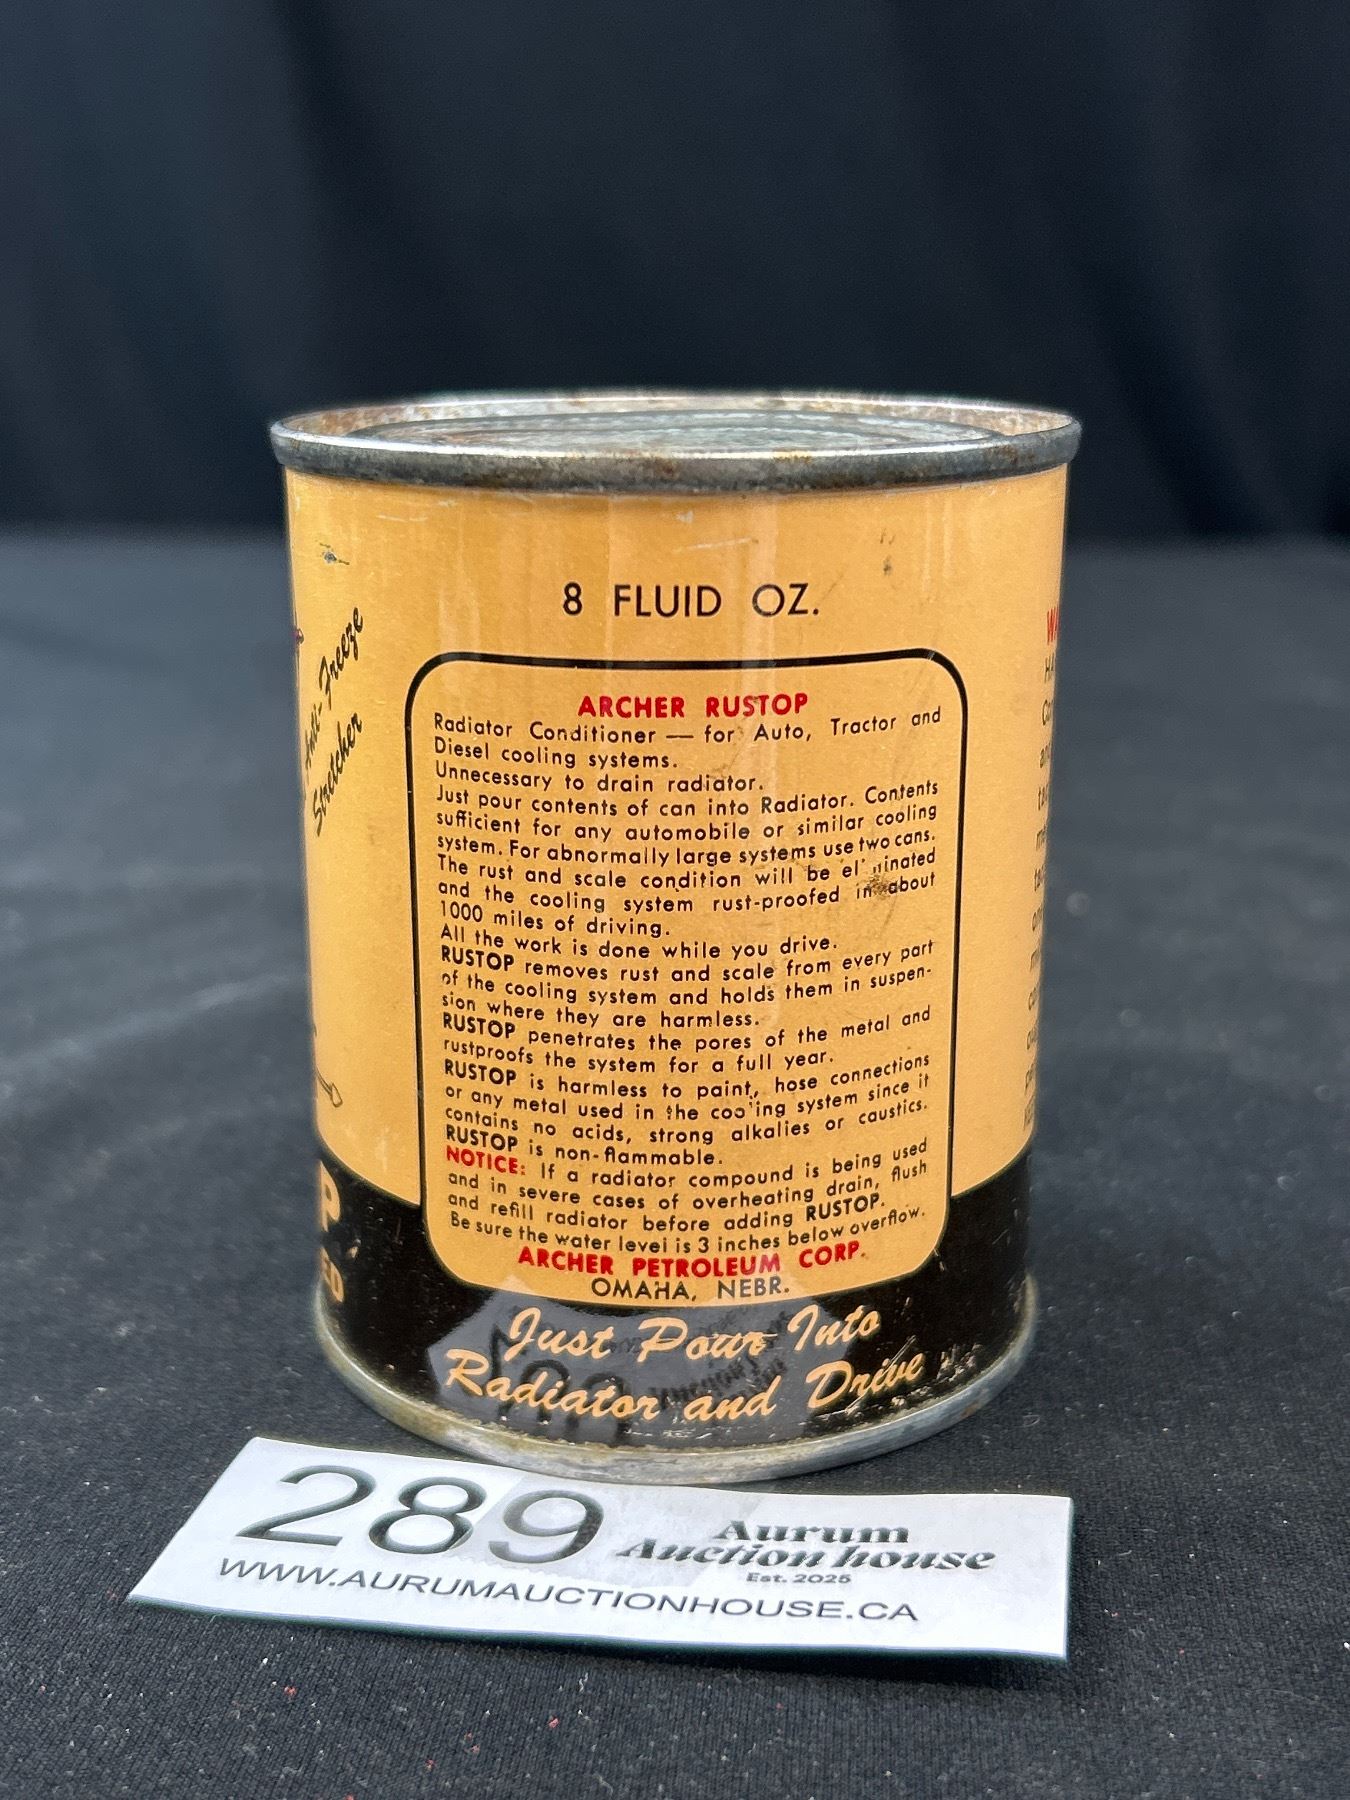 8 FLUID OZ.
Anti-Freeze
Stretcher
ARCHER RUSTOP
Radiator Conditioner — for Auto, Tractor and
Diesel cooling systems.
Unnecessary to drain radiator.
Just pour contents of can into Radiator. Contents
sufficient for any automobile or similar cooling
system. For abnormally large systems use two cans.
The rust and scale condition will be el' 'inated
and the cooling system rust-proofed in about
1000 miles of driving.
All the work is done while you drive.
RUSTOP removes rust and scale from every part
of the cooling system and holds them in suspen-
sion where they are harmless.
RUSTOP penetrates the pores of the metal and
rustproofs the system for a full year.
RUSTOP is harmless to paint, hose connections
or any metal used in the cooling system since it
contains no acids, strong alkalies or caustics.
RUSTOP is non-flammable.
NOTICE: If a radiator compound is being used
and in severe cases of overheating drain, flush
and refill radiator before adding RUSTOP.
Be sure the water level is 3 inches below overflow.
ARCHER PETROLEUM CORP.
OMAHA, NEBR.
Just Pour Into
Radiator and Drive
289
Aurum
Auction house
Est. 2025
WWW.AURUMAUCTIONHOUSE.CA